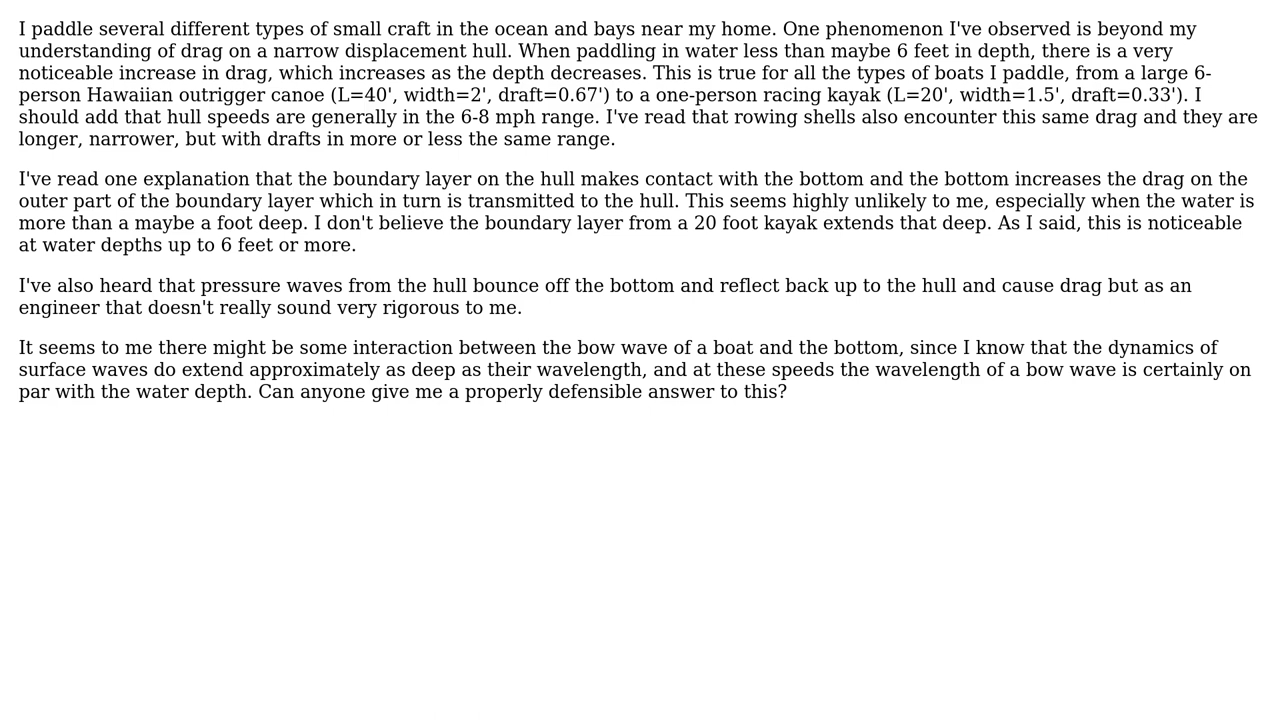 I paddle several different types of small craft in the ocean and bays near my home. One phenomenon I've observed is beyond my
understanding of drag on a narrow displacement hull. When paddling in water less than maybe 6 feet in depth, there is a very
noticeable increase in drag, which increases as the depth decreases. This is true for all the types of boats I paddle, from a large 6-
person Hawaiian outrigger canoe (L=40', width=2', draft=0.67') to a one-person racing kayak (L=20', width=1.5', draft=0.33'). I
should add that hull speeds are generally in the 6-8 mph range. I've read that rowing shells also encounter this same drag and they are
longer, narrower, but with drafts in more or less the same range.
I've read one explanation that the boundary layer on the hull makes contact with the bottom and the bottom increases the drag on the
outer part of the boundary layer which in turn is transmitted to the hull. This seems highly unlikely to me, especially when the water is
more than a maybe a foot deep. I don't believe the boundary layer from a 20 foot kayak extends that deep. As I said, this is noticeable
at water depths up to 6 feet or more.
I've also heard that pressure waves from the hull bounce off the bottom and reflect back up to the hull and cause drag but as an
engineer that doesn't really sound very rigorous to me.
It seems to me there might be some interaction between the bow wave of a boat and the bottom, since I know that the dynamics of
surface waves do extend approximately as deep as their wavelength, and at these speeds the wavelength of a bow wave is certainly on
par with the water depth. Can anyone give me a properly defensible answer to this?